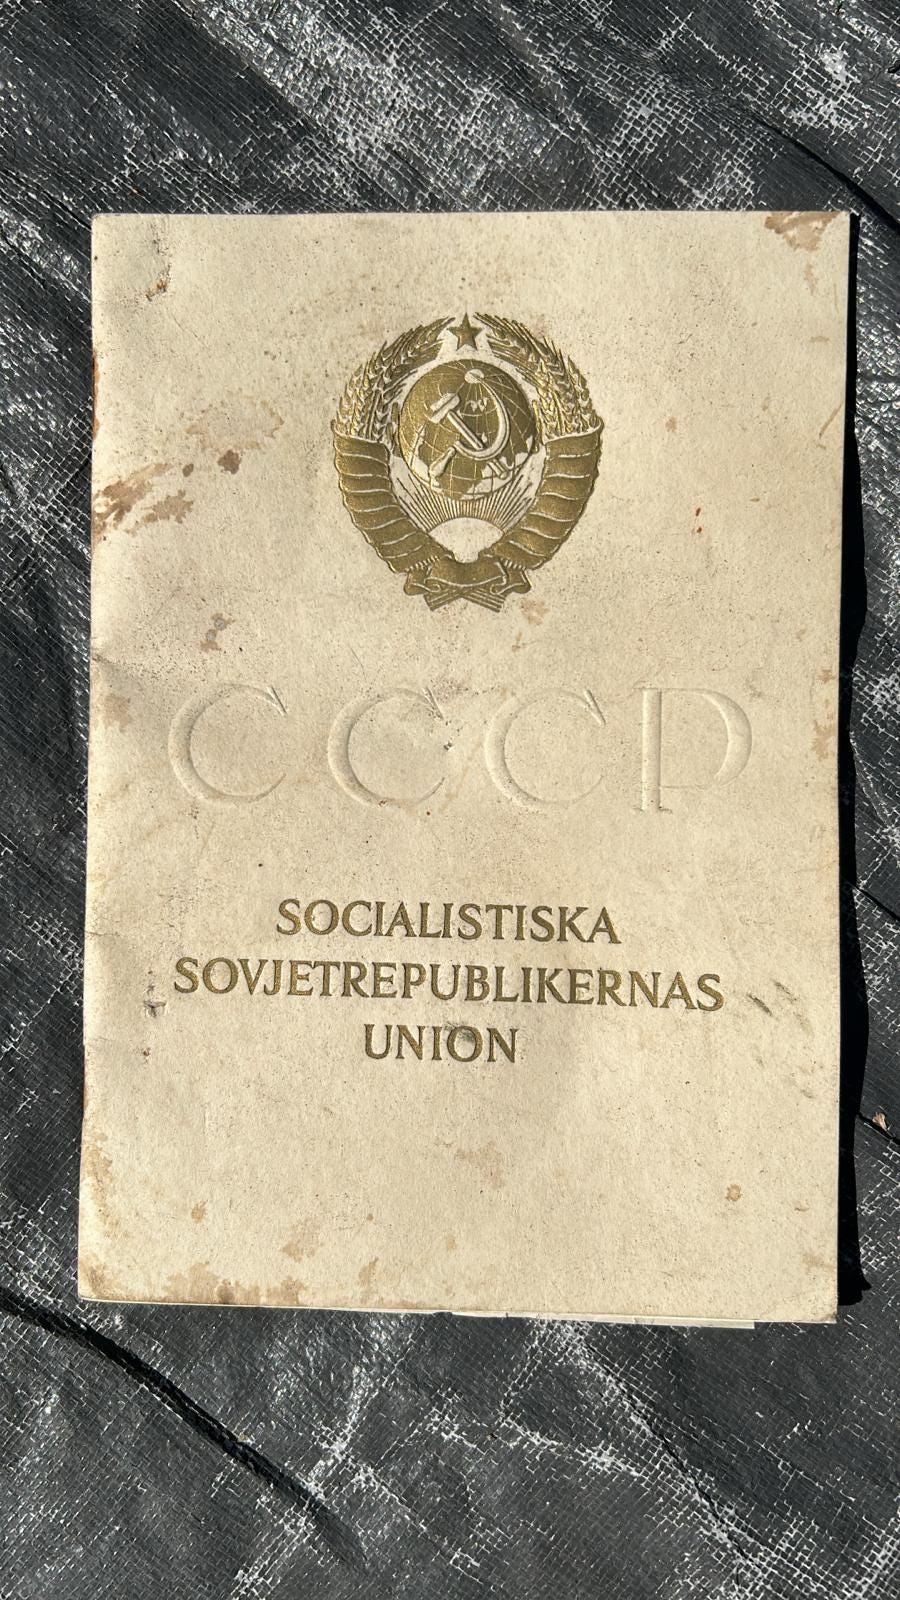 СССР
SOCIALISTISKA
SOVJETREPUBLIKERNAS
UNION